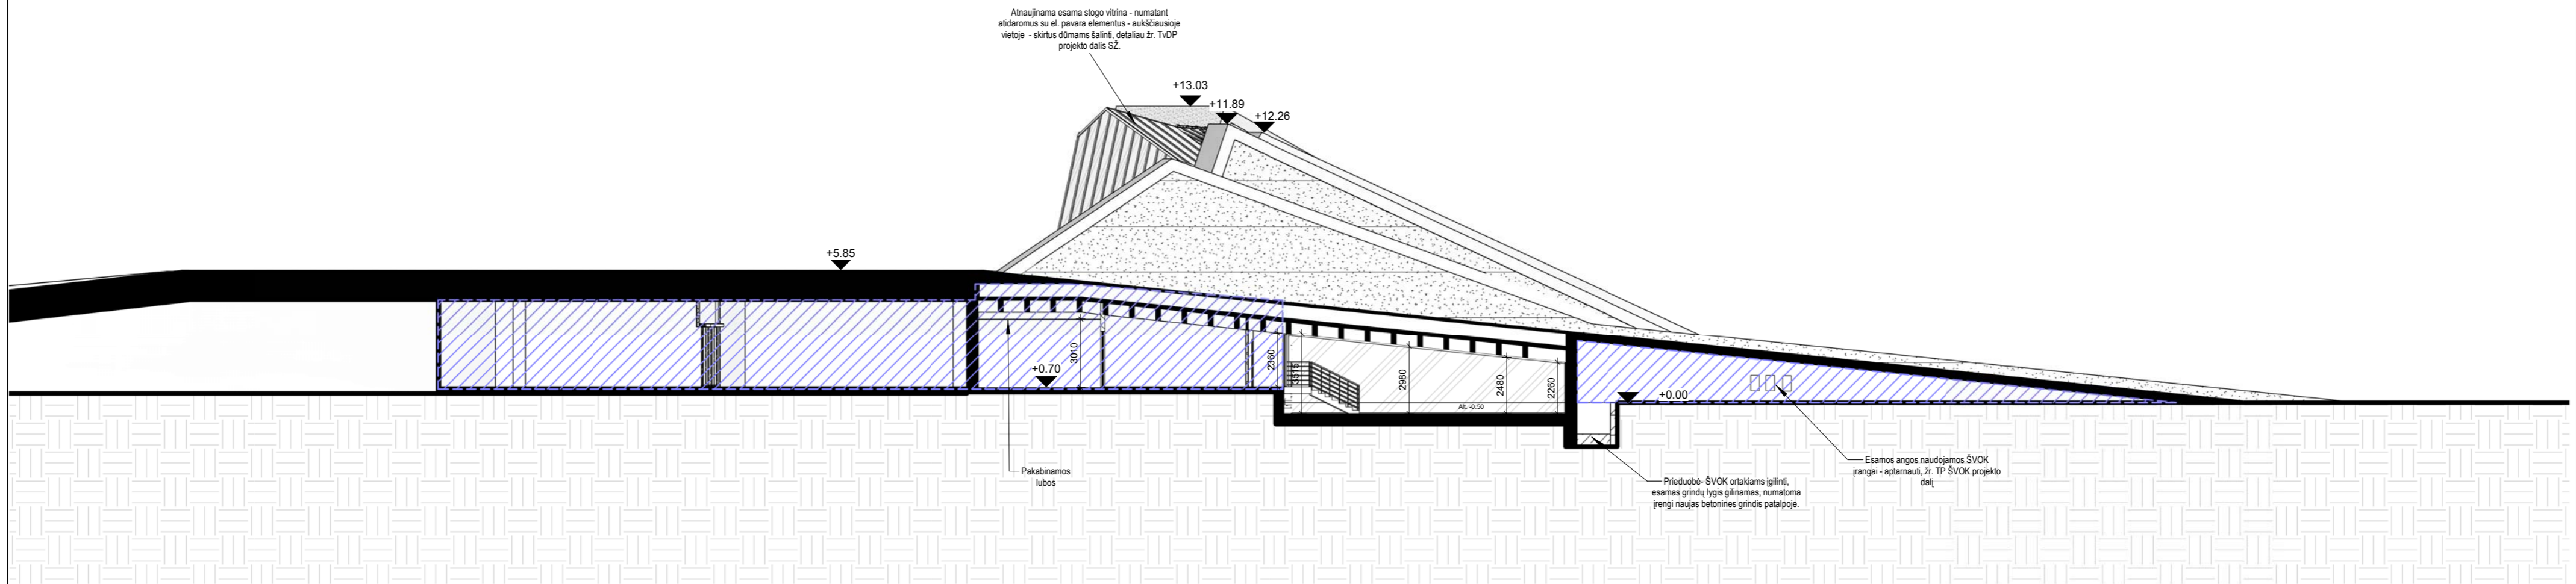 Atnaujinama esama stogo vitrina - numatant
atidaromus su el. pavara elementus - aukščiausioje
vietoje - skirtus dūmams šalinti, detaliau žr. TvDP
projekto dalis SŽ.
+13.03
+11.89
+12.26
+5.85
3010
+0.70
2360
3515
2980
2480
2260
Alt. -0.50
+0.00
Pakabinamos
lubos
Esamos angos naudojamos ŠVOK
įrangai - aptarnauti, žr. TP ŠVOK projekto
dalį
Prieduobė- ŠVOK ortakiams įgilinti,
esamas grindų lygis gilinamas, numatoma
įrengi naujas betonines grindis patalpoje.